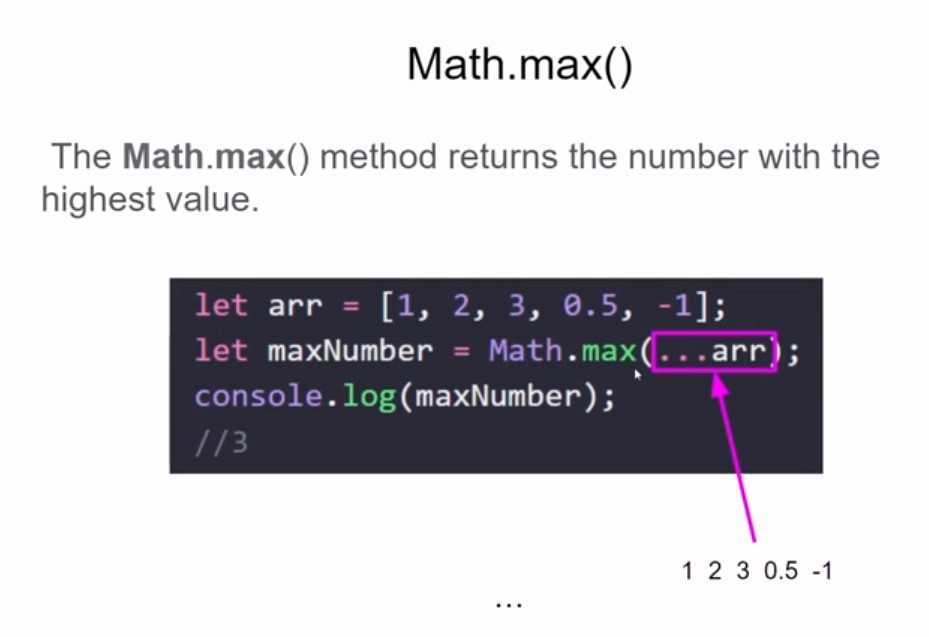 Math.max()
The Math.max() method returns the number with the
highest value.
let arr = [1, 2, 3, 0.5, -1];
let maxNumber = Math.max(...arr);
console.log(maxNumber);
//3
1 2 3 0.5 -1
...